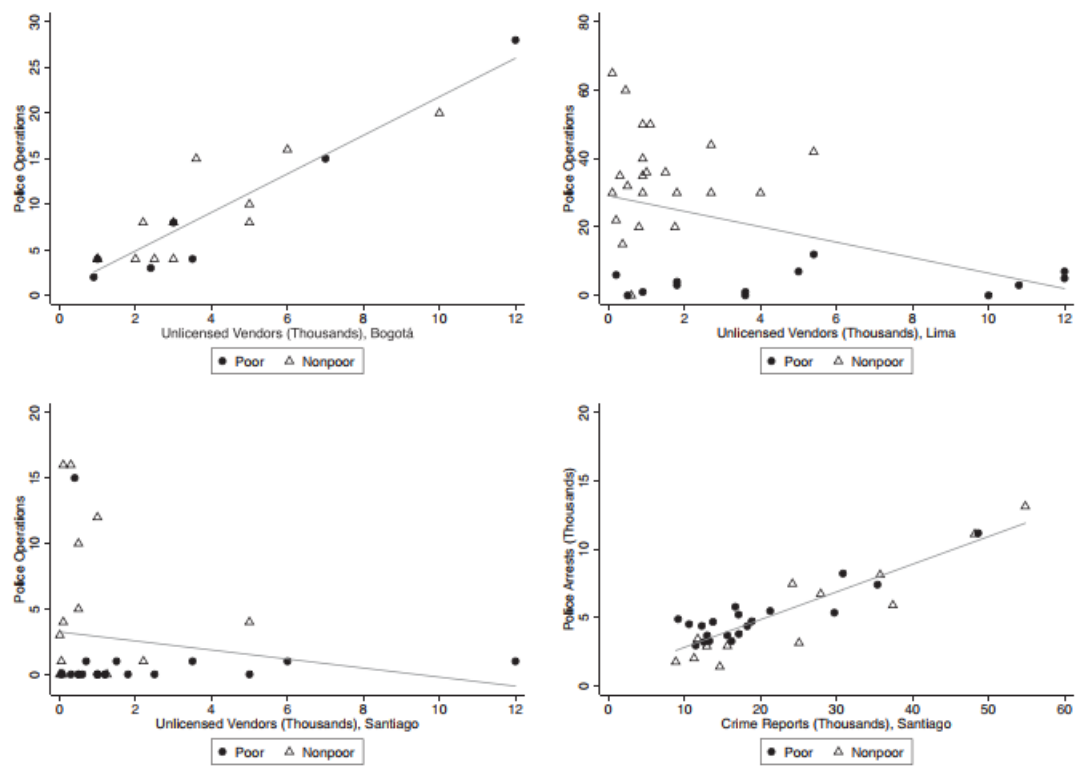 30
25
20
15
10
5
0
Police Operations
0 2 4 6 8 10 12
Unlicensed Vendors (Thousands), Bogotá
Poor Nonpoor
80
60
40
20
0
Police Operations
0 2 4 6 8 10 12
Unlicensed Vendors (Thousands), Lima
Poor Nonpoor
20
15
10
5
0
Police Operations
0 2 4 6 8 10 12
Unlicensed Vendors (Thousands), Santiago
Poor Nonpoor
20
15
10
5
0
Police Arrests (Thousands)
0 10 20 30 40 50 60
Crime Reports (Thousands), Santiago
Poor Nonpoor